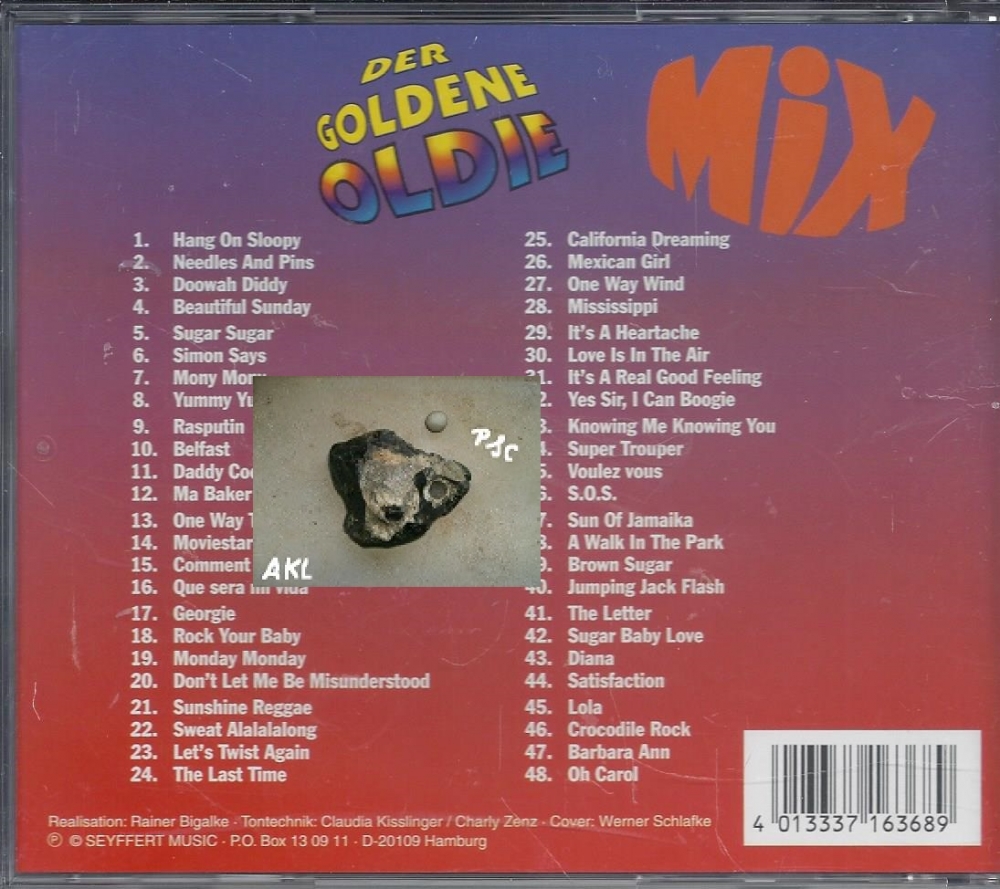 DER
GOLDENE
OLDIE
MiX
1. Hang On Sloopy
2. Needles And Pins
3. Doowah Diddy
4. Beautiful Sunday
5. Sugar Sugar
6. Simon Says
7. Mony
8. Yummy
9. Rasputin
10. Belfast
11. Daddy
12. Ma Baker
13. One Way
14. Moviestar
15. Comment
16. Que sera mi vida
17. Georgie
18. Rock Your Baby
19. Monday Monday
20. Don't Let Me Be Misunderstood
21. Sunshine Reggae
22. Sweat Alalalalong
23. Let's Twist Again
24. The Last Time
25. California Dreaming
26. Mexican Girl
27. One Way Wind
28. Mississippi
29. It's A Heartache
30. Love Is In The Air
31. It's A Real Good Feeling
2. Yes Sir, I Can Boogie
Knowing Me Knowing You
Super Trouper
Voulez vous
S.O.S.
Sun Of Jamaika
A Walk In The Park
Brown Sugar
40. Jumping Jack Flash
41. The Letter
42. Sugar Baby Love
43. Diana
44. Satisfaction
45. Lola
46. Crocodile Rock
47. Barbara Ann
48. Oh Carol
PSC
AKL
Realisation: Rainer Bigalke · Tontechnik: Claudia Kisslinger / Charly Zenz · Cover: Werner Schlafke
℗ © SEYFFERT MUSIC · P.O. Box 13 09 11 · D-20109 Hamburg
4 013337 163689